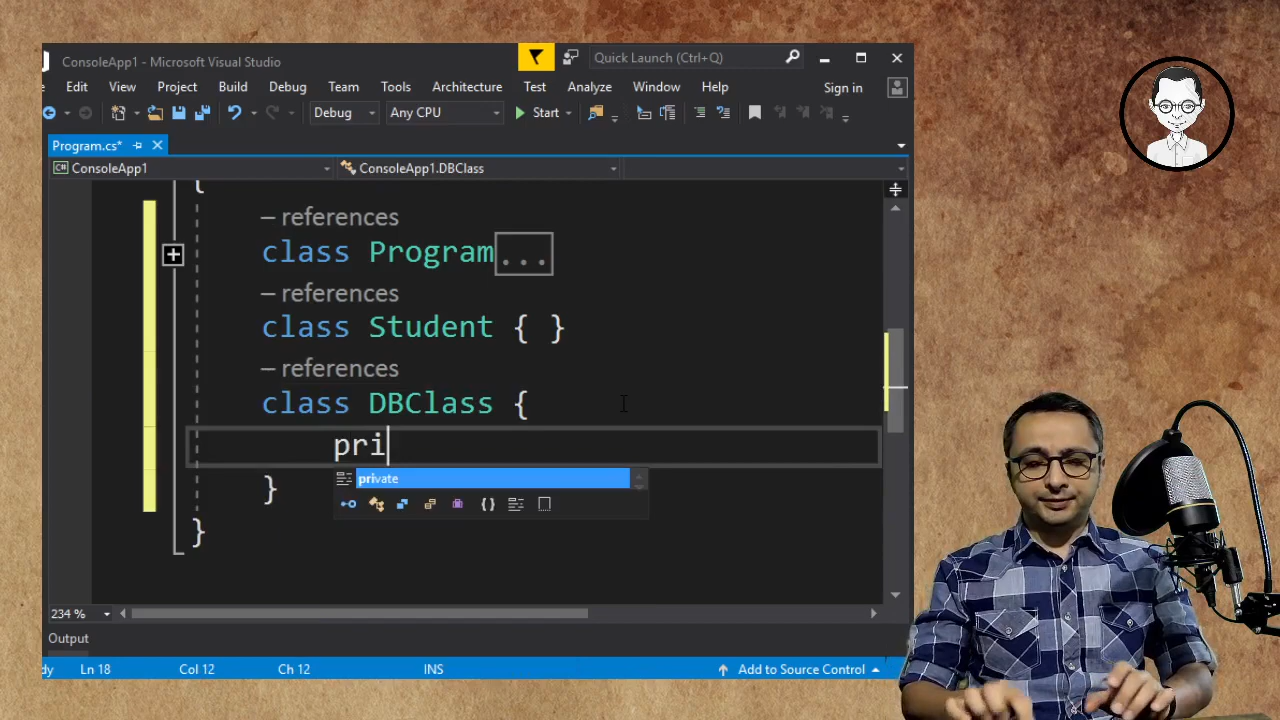 ConsoleApp1 - Microsoft Visual Studio
Quick Launch (Ctrl+Q)
Edit View Project Build Debug Team Tools Architecture Test Analyze Window Help Sign in
Debug Any CPU Start
Program.cs*
ConsoleApp1 ConsoleApp1.DBClass
{
– references
class Program...
– references
class Student { }
– references
class DBClass {
pri
private
}
}
234 %
Output
dy Ln 18 Col 12 Ch 12 INS Add to Source Control